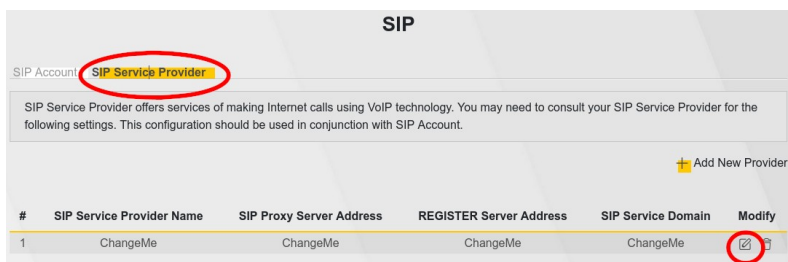 SIP
SIP Account SIP Service Provider
SIP Service Provider offers services of making Internet calls using VoIP technology. You may need to consult your SIP Service Provider for the
following settings. This configuration should be used in conjunction with SIP Account.
+ Add New Provider
# SIP Service Provider Name SIP Proxy Server Address REGISTER Server Address SIP Service Domain Modify
1 ChangeMe ChangeMe ChangeMe ChangeMe